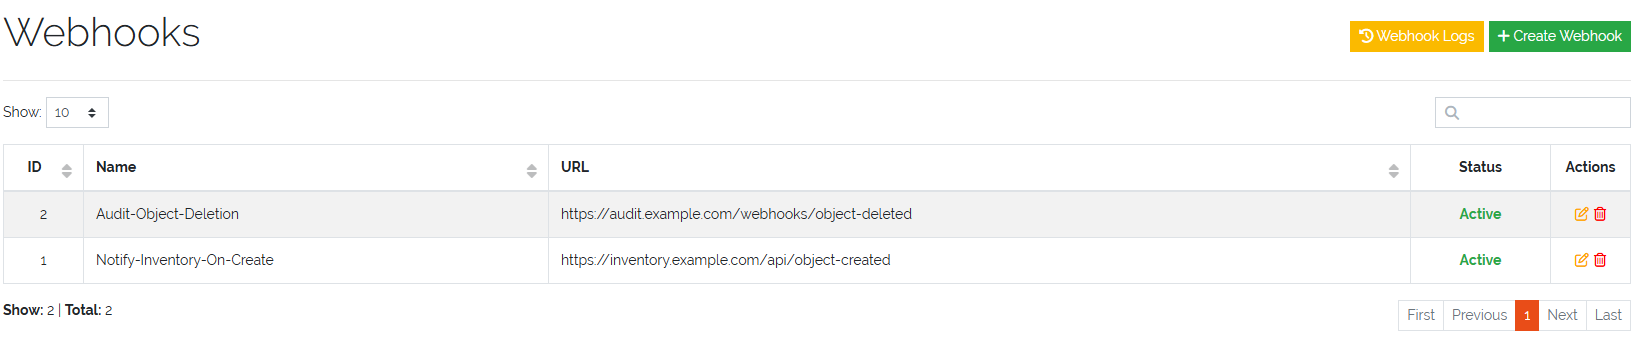 Webhooks
Webhook Logs
Create Webhook
Show: 10
ID Name URL Status Actions
2 Audit-Object-Deletion https://audit.example.com/webhooks/object-deleted Active
1 Notify-Inventory-On-Create https://inventory.example.com/api/object-created Active
Show: 2 | Total: 2
First Previous 1 Next Last